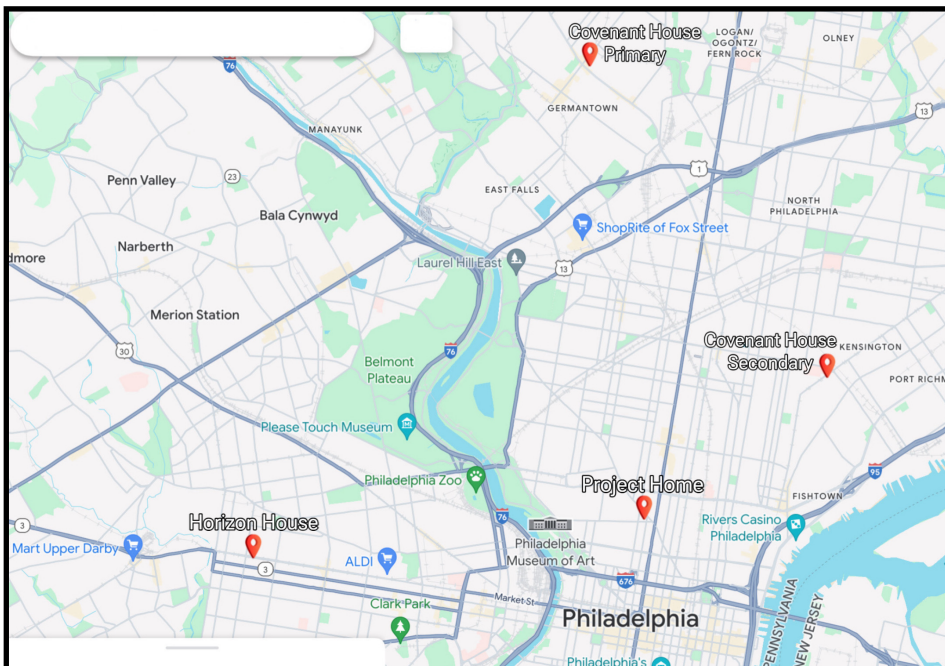 Covenant House
Primary
LOGAN/
OGONTZ/
FERN ROCK
OLNEY
76
GERMANTOWN
13
MANAYUNK
1
Penn Valley
23
EAST FALLS
NORTH
PHILADELPHIA
Bala Cynwyd
ShopRite of Fox Street
Narberth
dmore
Laurel Hill East
13
Merion Station
Covenant House
Secondary
KENSINGTON
30
76
Belmont
Plateau
PORT RICHM
Please Touch Museum
Philadelphia Zoo
Project Home
95
FISHTOWN
Horizon House
76
Rivers Casino
Philadelphia
3
Mart Upper Darby
Philadelphia
Museum of Art
ALDI
3
676
Clark Park
Market St
Philadelphia
PENNSYLVANIA
NEW JERSEY
Philadelphia's